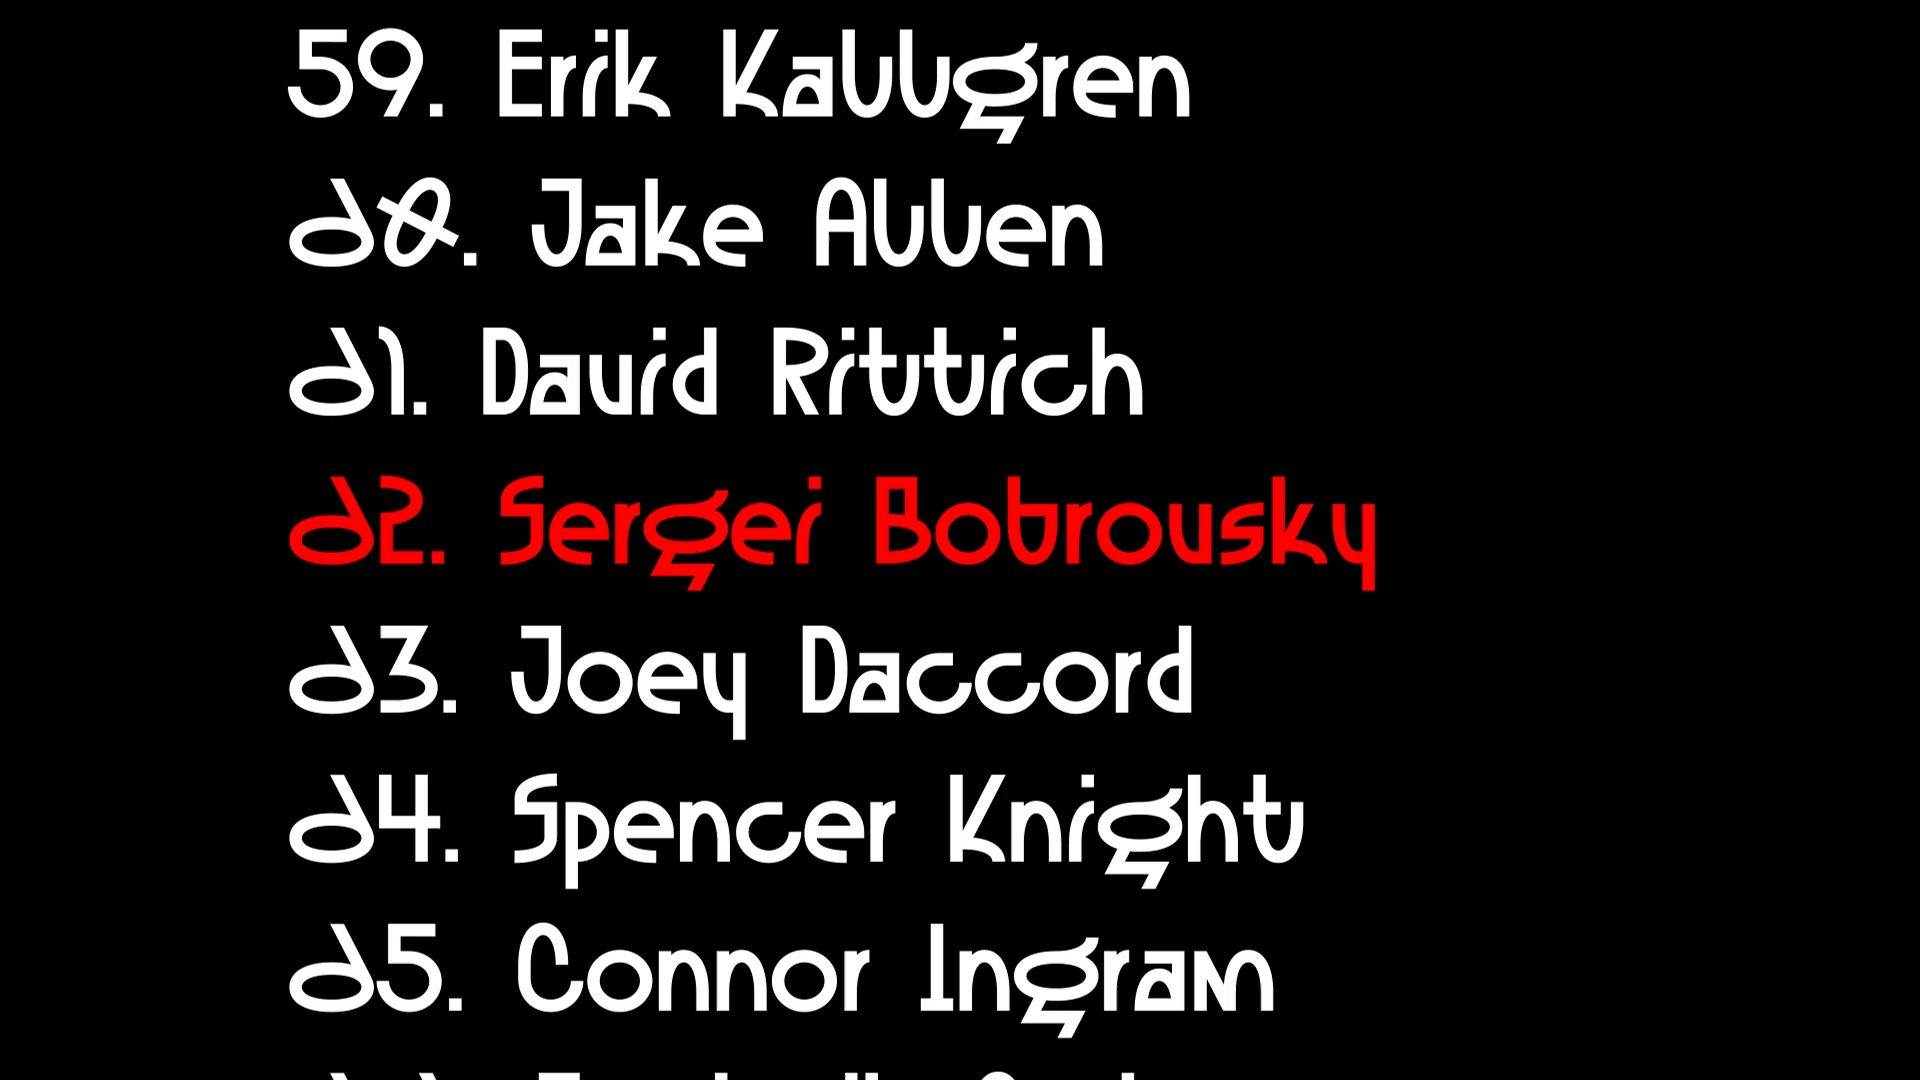 59. Erik Kallgren
60. Jake Allen
61. David Rittich
62. Sergei Bobrovsky
63. Joey Daccord
64. Spencer Knight
65. Connor Ingram